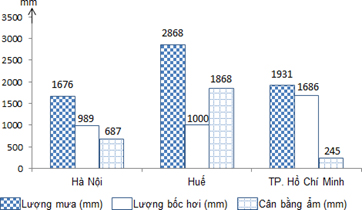 mm
3500
3000
2500
2000
1500
1000
500
0
1676
989
687
2868
1000
1868
1931
1686
245
Hà Nội
Huế
TP. Hồ Chí Minh
Lượng mưa (mm)
Lượng bốc hơi (mm)
Cân bằng ẩm (mm)